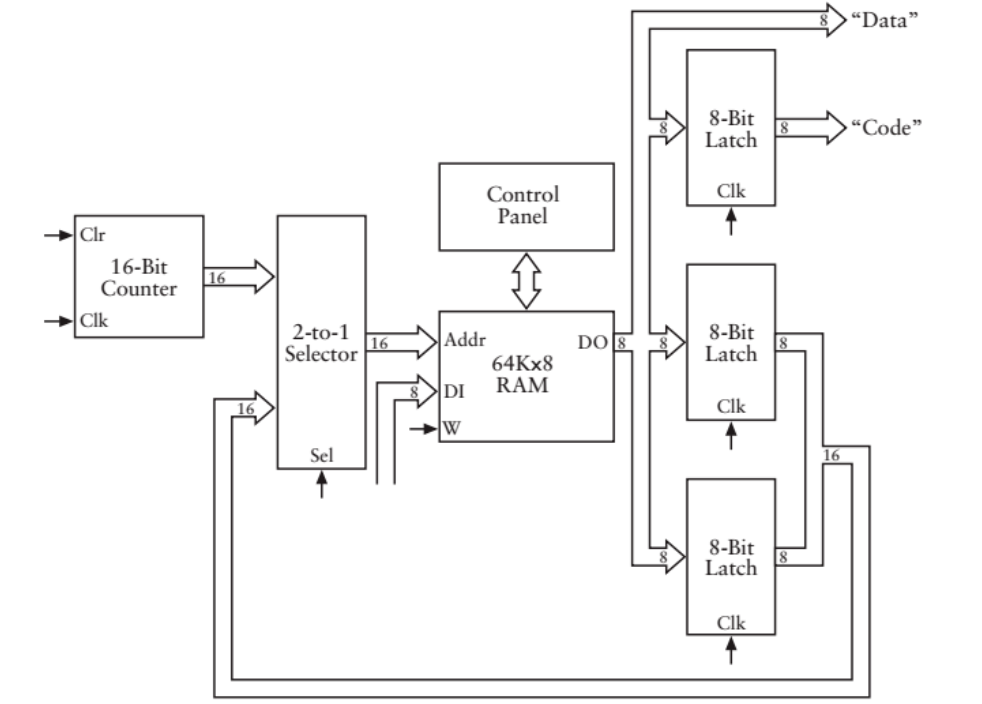 8
“Data”
8
8-Bit
Latch
8
“Code”
Clk
Control
Panel
Clr
16-Bit
Counter
Clk
16
2-to-1
Selector
16
Sel
16
Addr
DI
8
W
64Kx8
RAM
DO
8
8
8-Bit
Latch
8
Clk
16
8
8-Bit
Latch
8
Clk